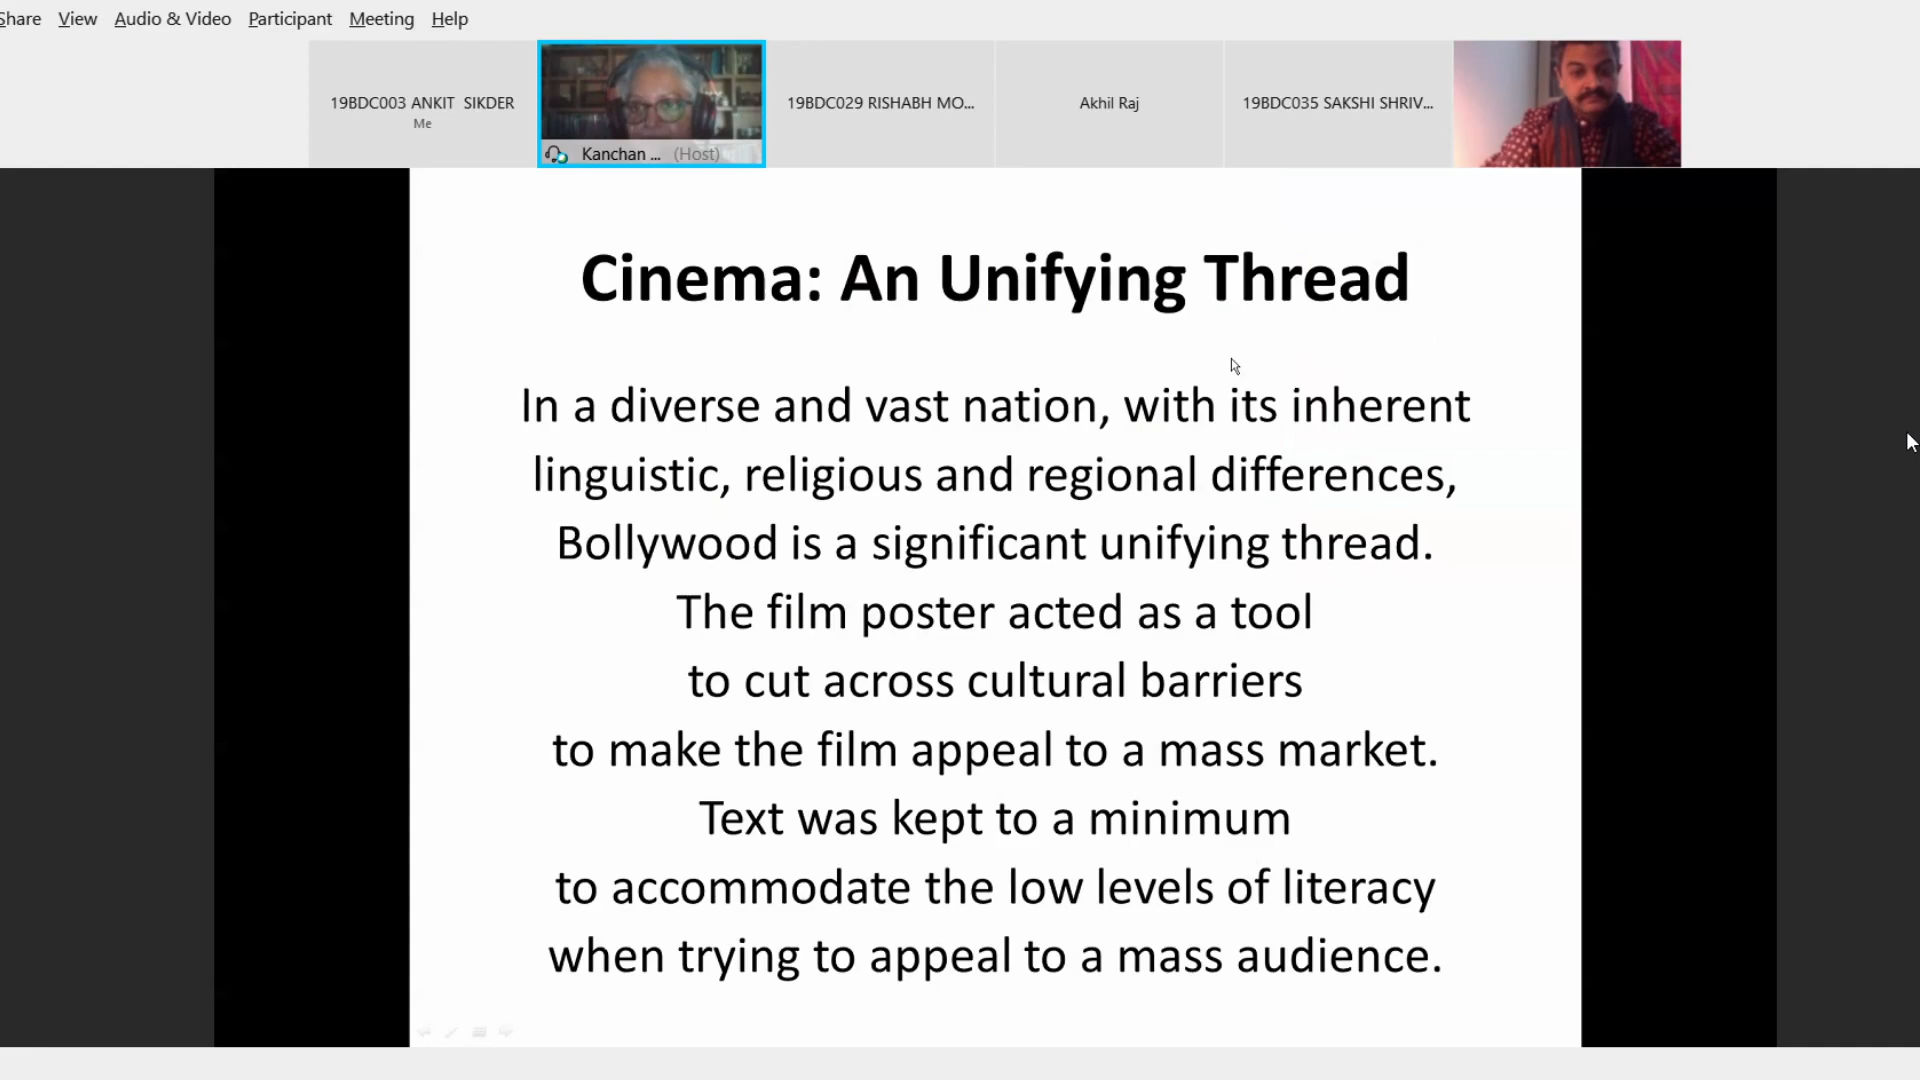 Share View Audio & Video Participant Meeting Help
19BDC003 ANKIT SIKDER
Me
Kanchan ... (Host)
19BDC029 RISHABH MO...
Akhil Raj
19BDC035 SAKSHI SHRIV...
Cinema: An Unifying Thread
In a diverse and vast nation, with its inherent
linguistic, religious and regional differences,
Bollywood is a significant unifying thread.
The film poster acted as a tool
to cut across cultural barriers
to make the film appeal to a mass market.
Text was kept to a minimum
to accommodate the low levels of literacy
when trying to appeal to a mass audience.